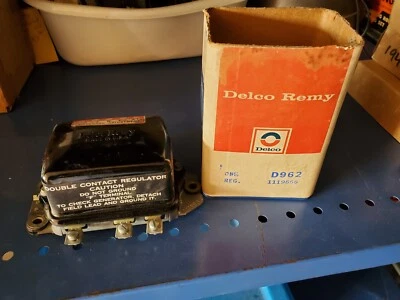 Delco Remy
Delco
D962
REG.
DOUBLE CONTACT REGULATOR
CAUTION
DO NOT GROUND
"F" TERMINAL
TO CHECK GENERATOR, DETACH
FIELD LEAD AND GROUND IT.